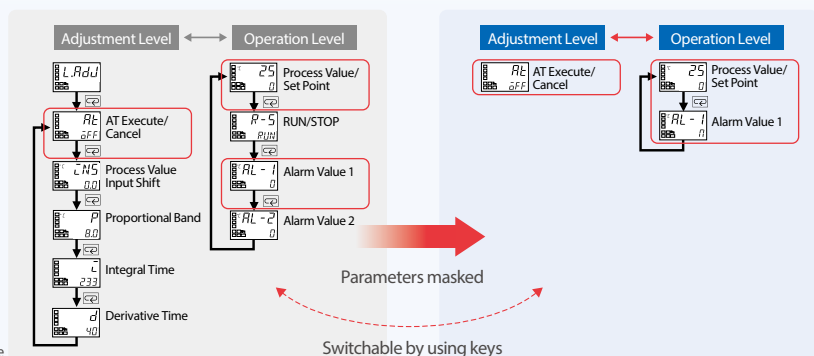 Adjustment Level
Operation Level
L.AdJ
At
oFF
AT Execute/
Cancel
iNS
0.0
Process Value
Input Shift
P
8.0
Proportional Band
i
233
Integral Time
d
40
Derivative Time
°C
25
0
Process Value/
Set Point
R-S
RUN
RUN/STOP
°C
AL-1
0
Alarm Value 1
°C
AL-2
0
Alarm Value 2
Parameters masked
Switchable by using keys
Adjustment Level
Operation Level
At
oFF
AT Execute/
Cancel
°C
25
0
Process Value/
Set Point
°C
AL-1
0
Alarm Value 1